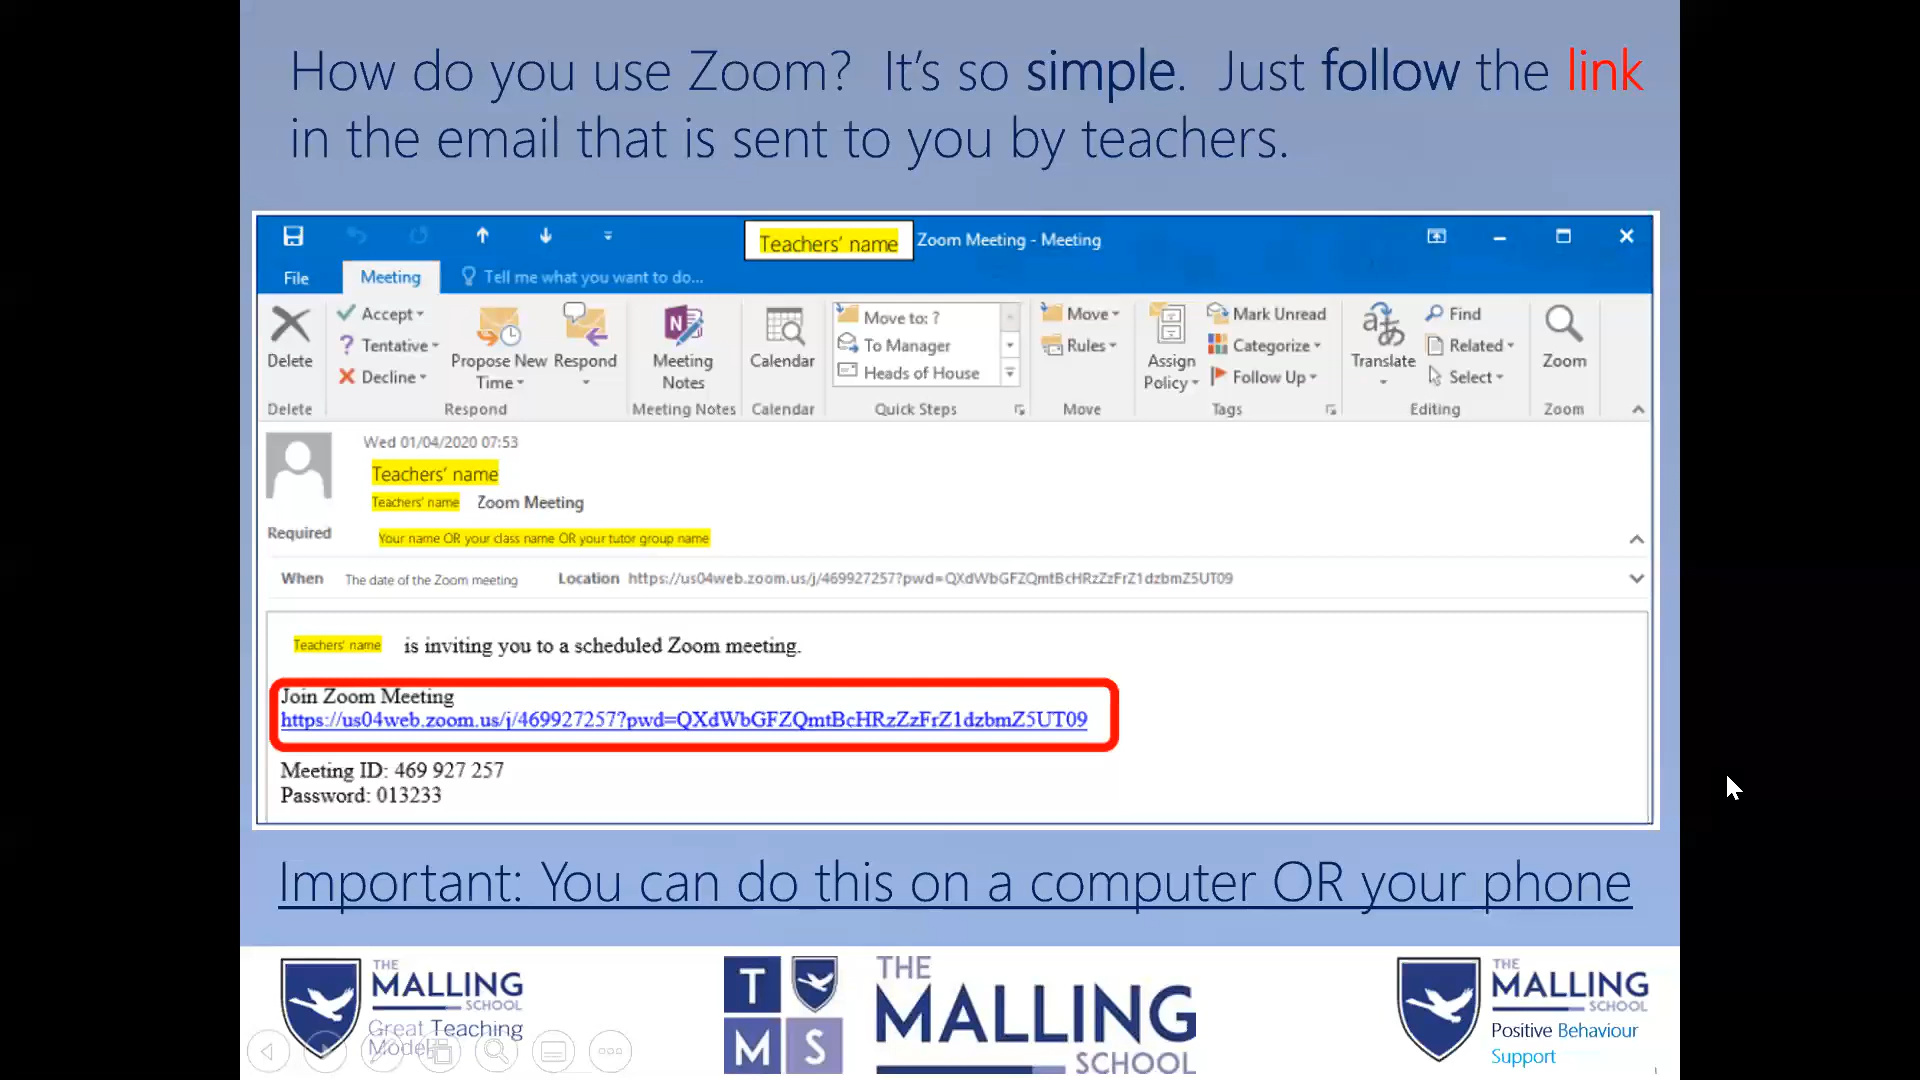 How do you use Zoom? It's so simple. Just follow the link
in the email that is sent to you by teachers.
Teachers' name Zoom Meeting - Meeting
File Meeting Tell me what you want to do...
Delete
Accept
Tentative
Decline
Propose New
Time
Respond
Meeting
Notes
Calendar
Move to: ?
To Manager
Heads of House
Move
Rules
Assign
Policy
Mark Unread
Categorize
Follow Up
Translate
Find
Related
Select
Zoom
Delete Respond Meeting Notes Calendar Quick Steps Move Tags Editing Zoom
Wed 01/04/2020 07:53
Teachers' name
Teachers' name Zoom Meeting
Required Your name OR your class name OR your tutor group name
When The date of the Zoom meeting Location https://us04web.zoom.us/j/469927257?pwd=QXdWbGFZQmtBcHRzZzFrZ1dzbmZ5UT09
Teachers' name is inviting you to a scheduled Zoom meeting.
Join Zoom Meeting
https://us04web.zoom.us/j/469927257?pwd=QXdWbGFZQmtBcHRzZzFrZ1dzbmZ5UT09
Meeting ID: 469 927 257
Password: 013233
Important: You can do this on a computer OR your phone
THE
MALLING
SCHOOL
Great Teaching
Model
T
M S
THE
MALLING
SCHOOL
THE
MALLING
SCHOOL
Positive Behaviour
Support